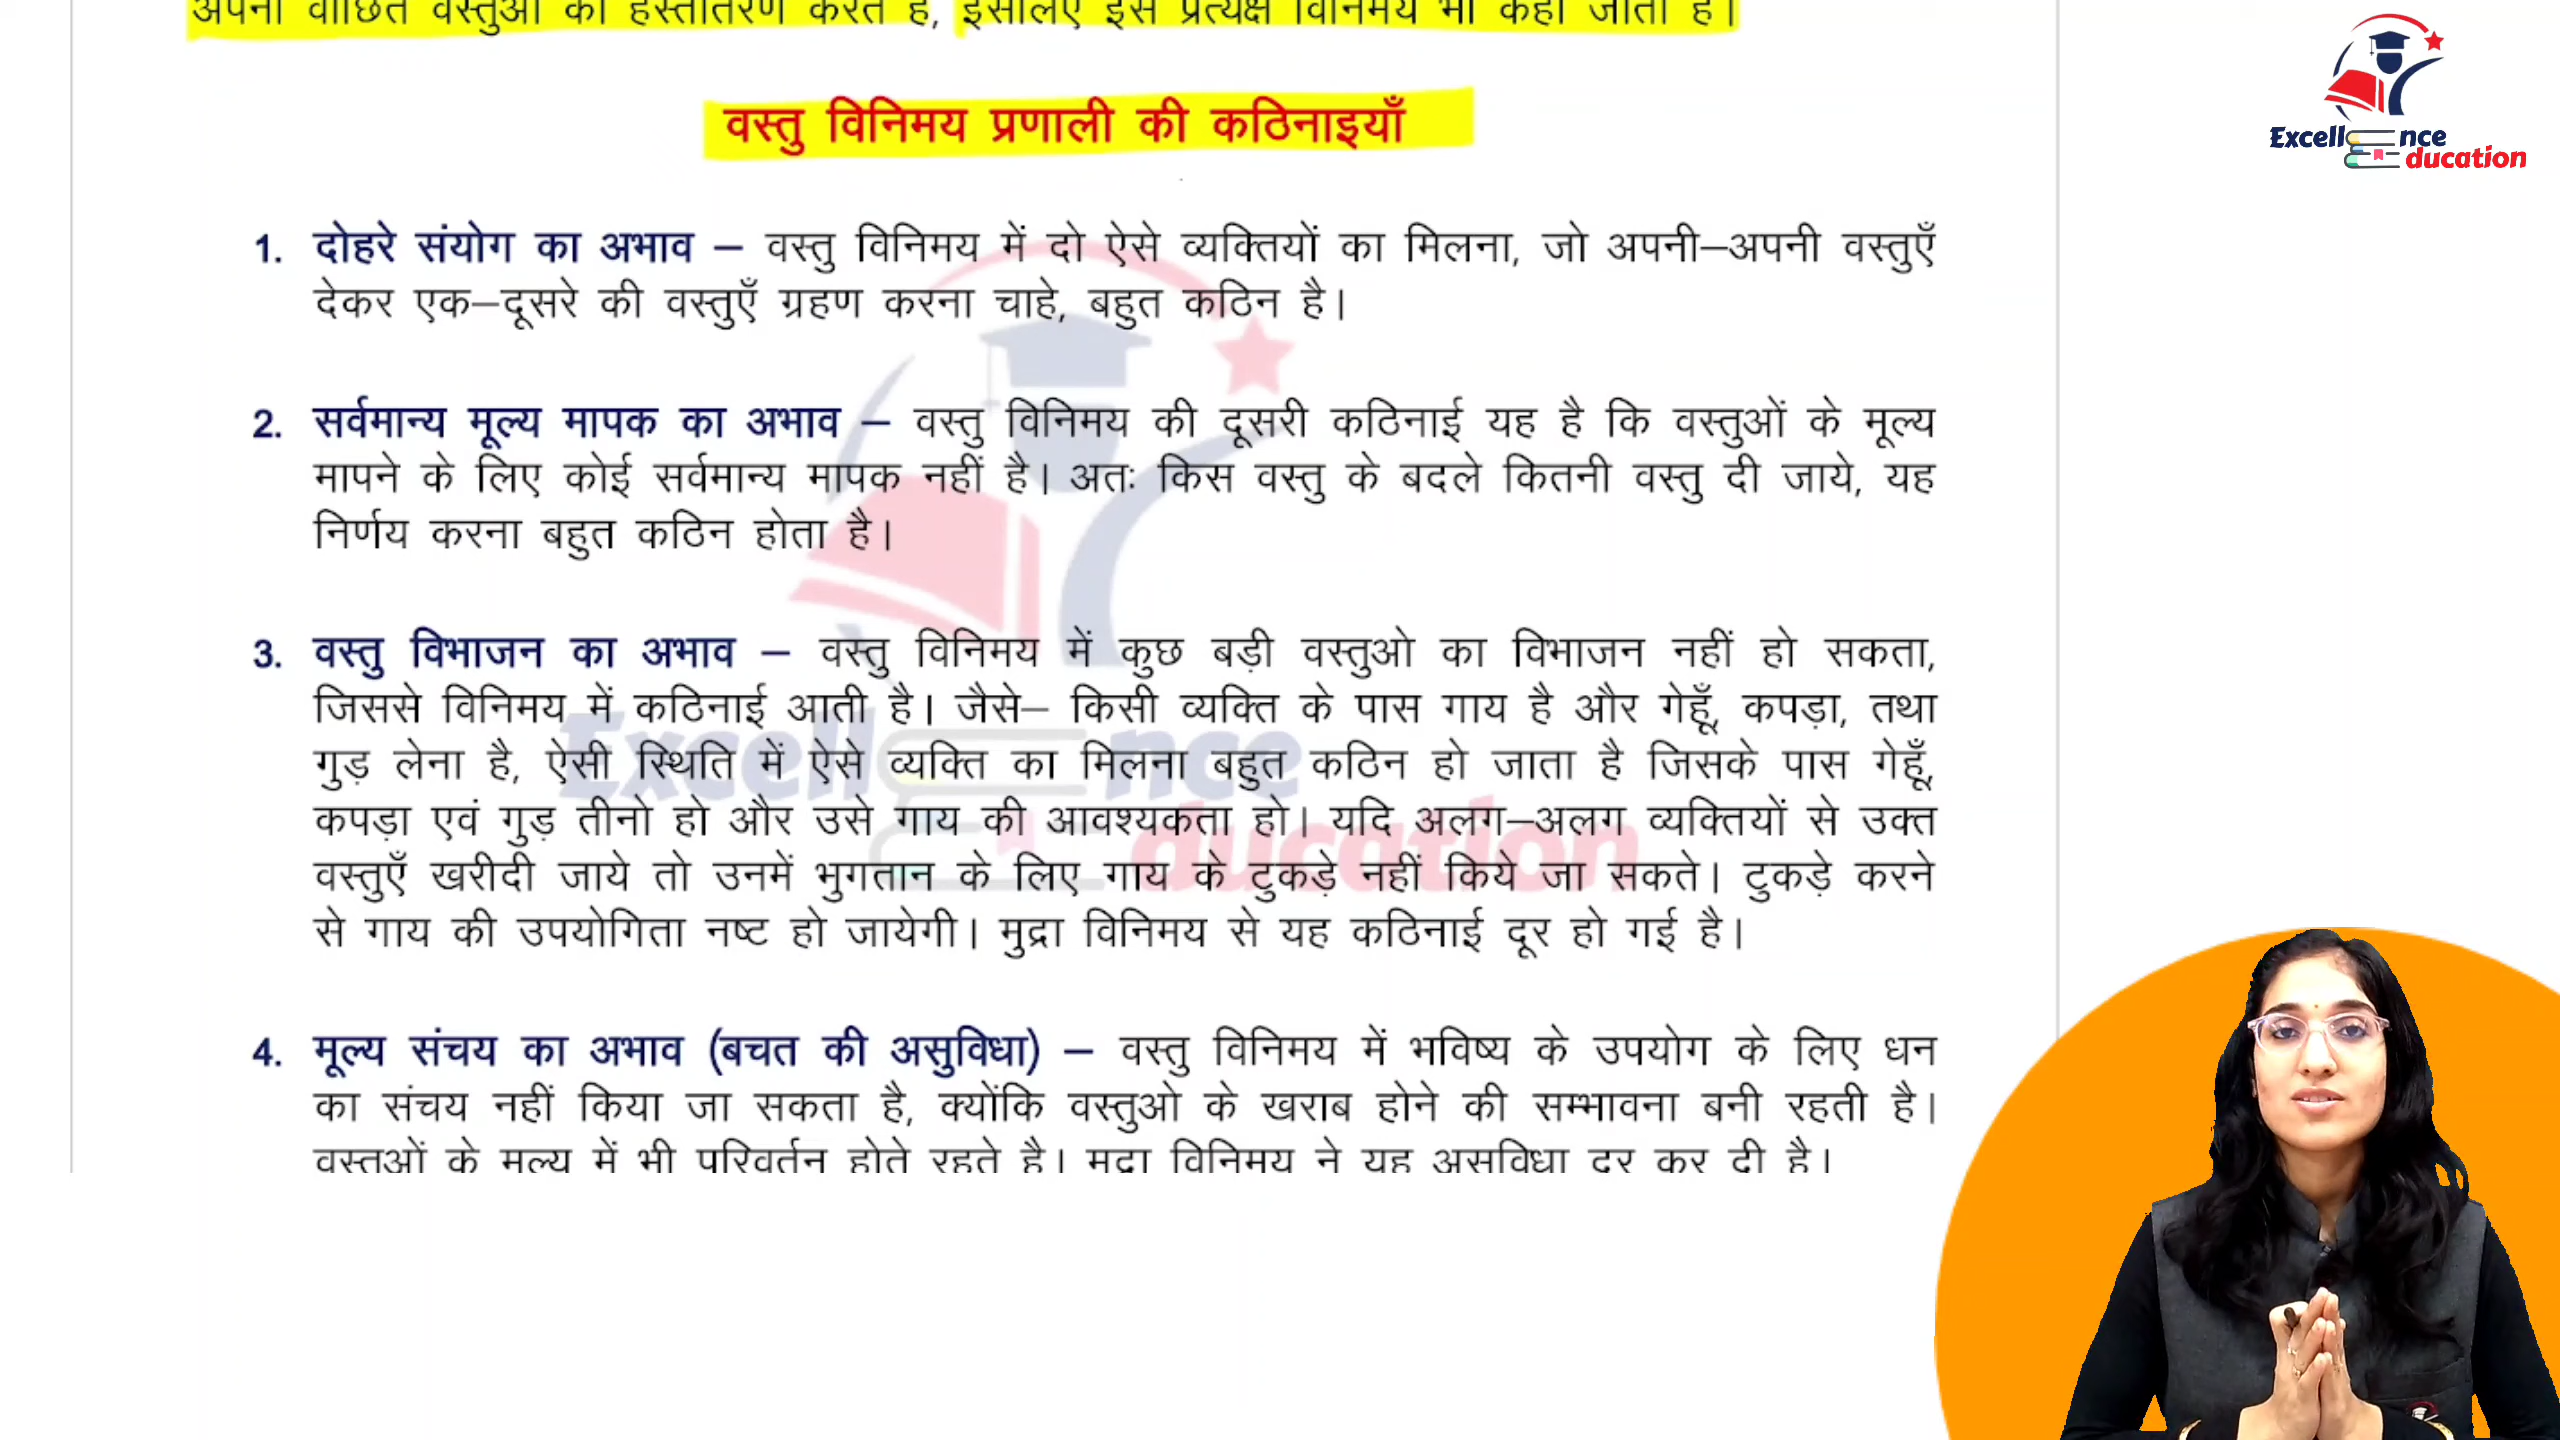 अपनी वांछित वस्तुओं का हस्तांतरण करते है, इसलिए इसे प्रत्यक्ष विनिमय भी कहा जाता है।
Excellence
Education
वस्तु विनिमय प्रणाली की कठिनाइयाँ
1. दोहरे संयोग का अभाव – वस्तु विनिमय में दो ऐसे व्यक्तियों का मिलना, जो अपनी–अपनी वस्तुएँ
देकर एक–दूसरे की वस्तुएँ ग्रहण करना चाहे, बहुत कठिन है।
2. सर्वमान्य मूल्य मापक का अभाव – वस्तु विनिमय की दूसरी कठिनाई यह है कि वस्तुओं के मूल्य
मापने के लिए कोई सर्वमान्य मापक नहीं है। अतः किस वस्तु के बदले कितनी वस्तु दी जाये, यह
निर्णय करना बहुत कठिन होता है।
3. वस्तु विभाजन का अभाव – वस्तु विनिमय में कुछ बड़ी वस्तुओ का विभाजन नहीं हो सकता,
जिससे विनिमय में कठिनाई आती है। जैसे– किसी व्यक्ति के पास गाय है और गेहूँ, कपड़ा, तथा
गुड़ लेना है, ऐसी स्थिति में ऐसे व्यक्ति का मिलना बहुत कठिन हो जाता है जिसके पास गेहूँ,
कपड़ा एवं गुड़ तीनो हो और उसे गाय की आवश्यकता हो। यदि अलग–अलग व्यक्तियों से उक्त
वस्तुएँ खरीदी जाये तो उनमें भुगतान के लिए गाय के टुकड़े नहीं किये जा सकते। टुकड़े करने
से गाय की उपयोगिता नष्ट हो जायेगी। मुद्रा विनिमय से यह कठिनाई दूर हो गई है।
4. मूल्य संचय का अभाव (बचत की असुविधा) – वस्तु विनिमय में भविष्य के उपयोग के लिए धन
का संचय नहीं किया जा सकता है, क्योंकि वस्तुओ के खराब होने की सम्भावना बनी रहती है।
वस्तुओं के मूल्य में भी परिवर्तन होते रहते है। मुद्रा विनिमय ने यह असुविधा दूर कर दी है।